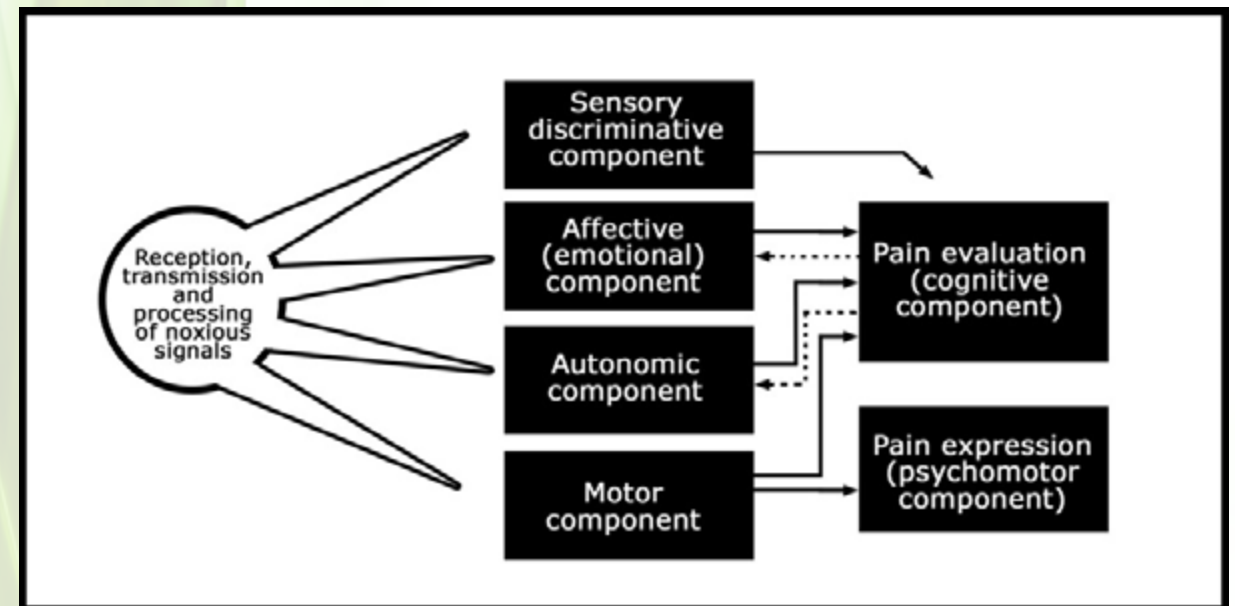 Reception,
transmission
and
processing
of noxious
signals
Sensory
discriminative
component
Affective
(emotional)
component
Autonomic
component
Motor
component
Pain evaluation
(cognitive
component)
Pain expression
(psychomotor
component)